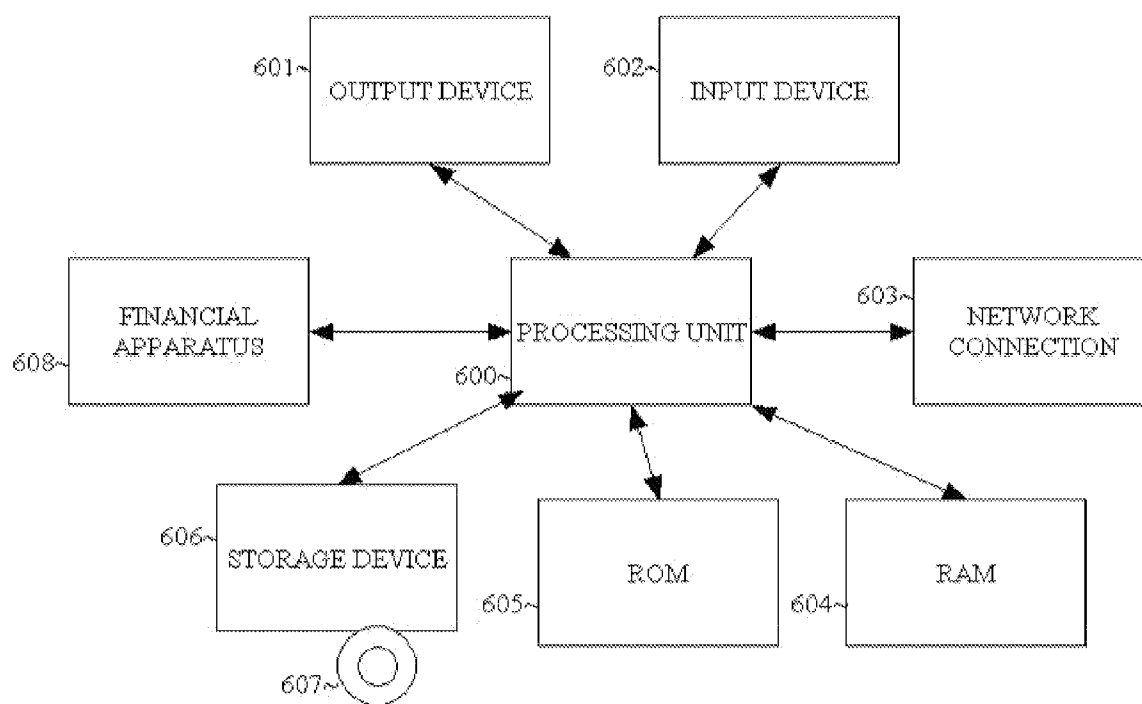 601~
OUTPUT DEVICE
602~
INPUT DEVICE
608~
FINANCIAL
APPARATUS
600~
PROCESSING UNIT
603~
NETWORK
CONNECTION
606~
STORAGE DEVICE
607~
605~
ROM
604~
RAM